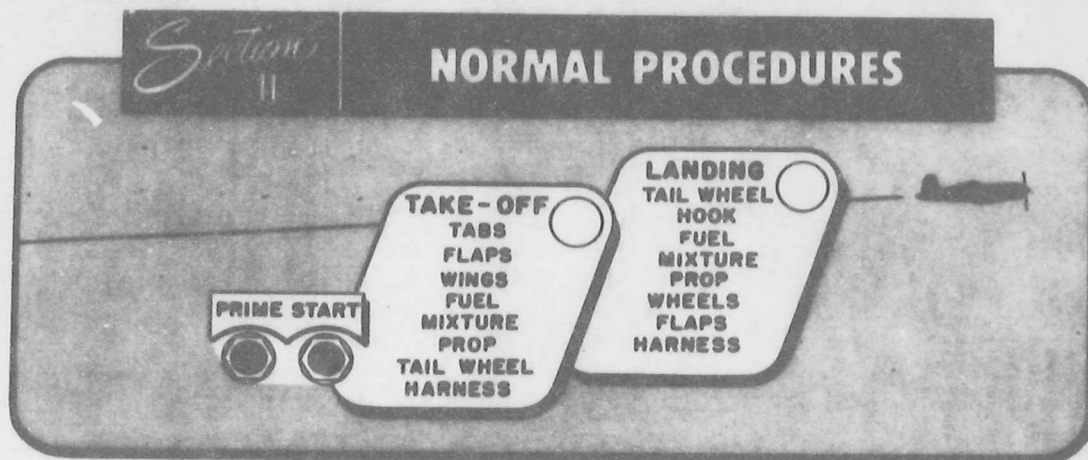 Section
II
NORMAL PROCEDURES
TAKE-OFF
TABS
FLAPS
WINGS
FUEL
MIXTURE
PROP
TAIL WHEEL
HARNESS
LANDING
TAIL WHEEL
HOOK
FUEL
MIXTURE
PROP
WHEELS
FLAPS
HARNESS
PRIME START